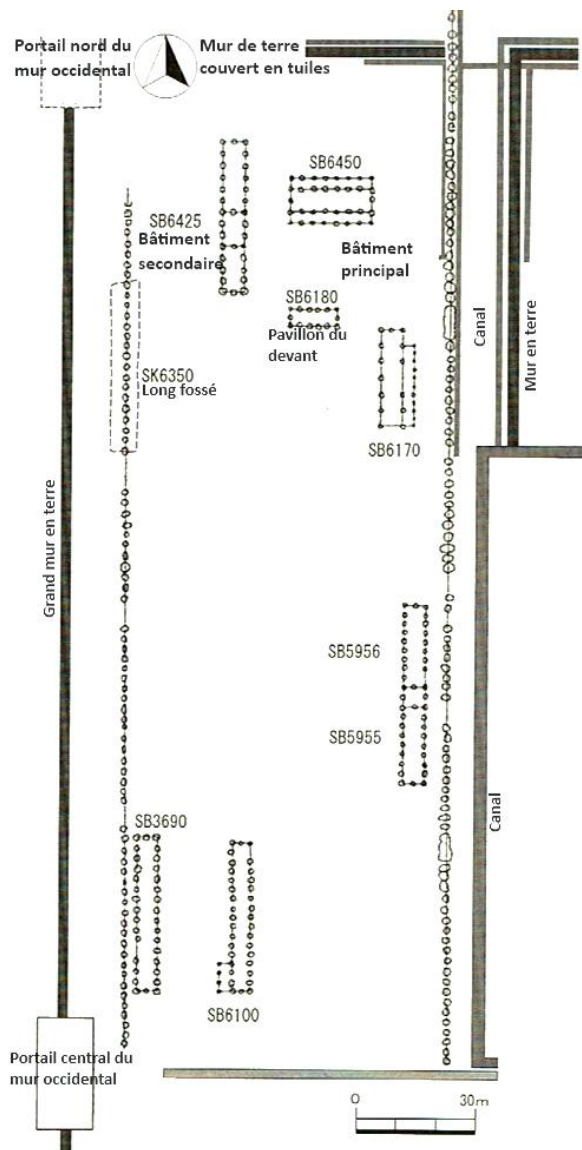 Portail nord du
mur occidental
Mur de terre
couvert en tuiles
SB6450
SB6425
Bâtiment
secondaire
Bâtiment
principal
SB6180
Pavillon du
devant
Canal
Mur en terre
SK6350
Long fossé
SB6170
Grand mur en terre
SB5956
SB5955
Canal
SB3690
SB6100
Portail central du
mur occidental
0
30m